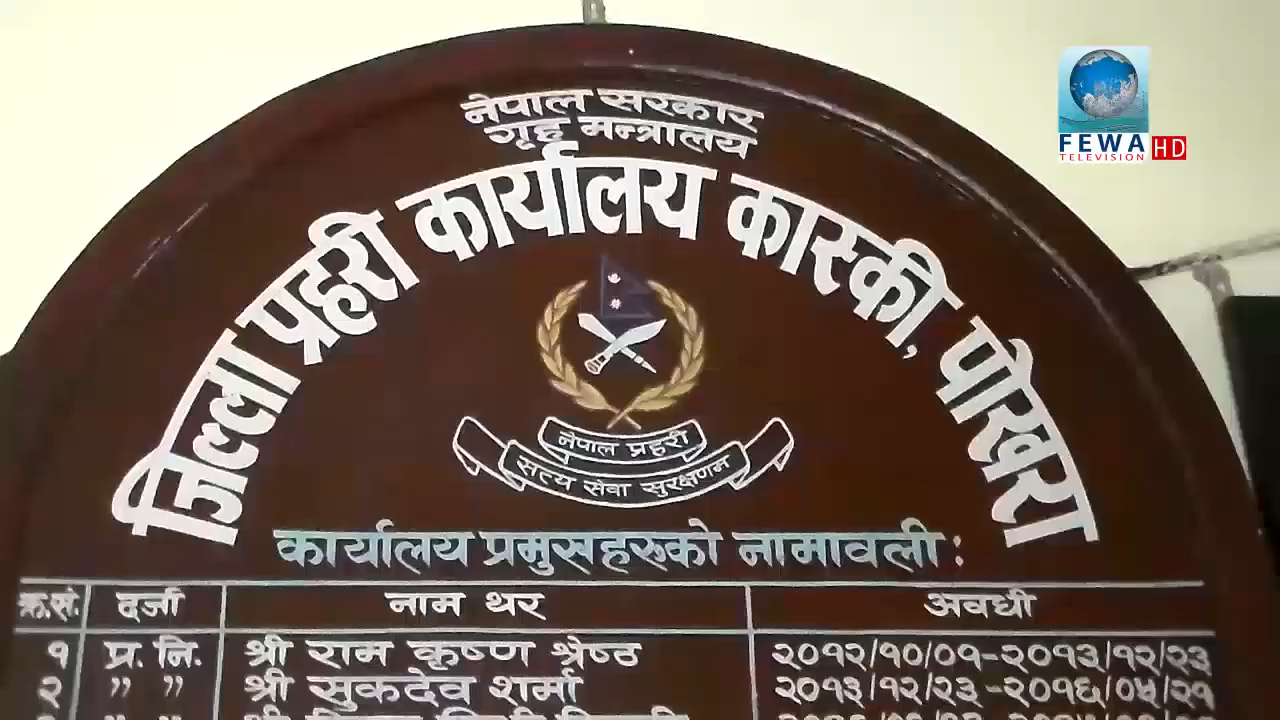 नेपाल सरकार
गृह मन्त्रालय
जिल्ला प्रहरी कार्यालय कास्की, पोखरा
नेपाल प्रहरी
सत्य सेवा सुरक्षणम
कार्यालय प्रमुखहरुको नामावली :
क्र.सं. दर्जा नाम थर अवधी
१ प्र. नि. श्री राम कृष्ण श्रेष्ठ २०१२/१०/०१-२०१३/१२/२३
२ ,, ,, श्री सुकदेव शर्मा २०१३/१२/२३-२०१६/०५/२१
FEWA
TELEVISION HD